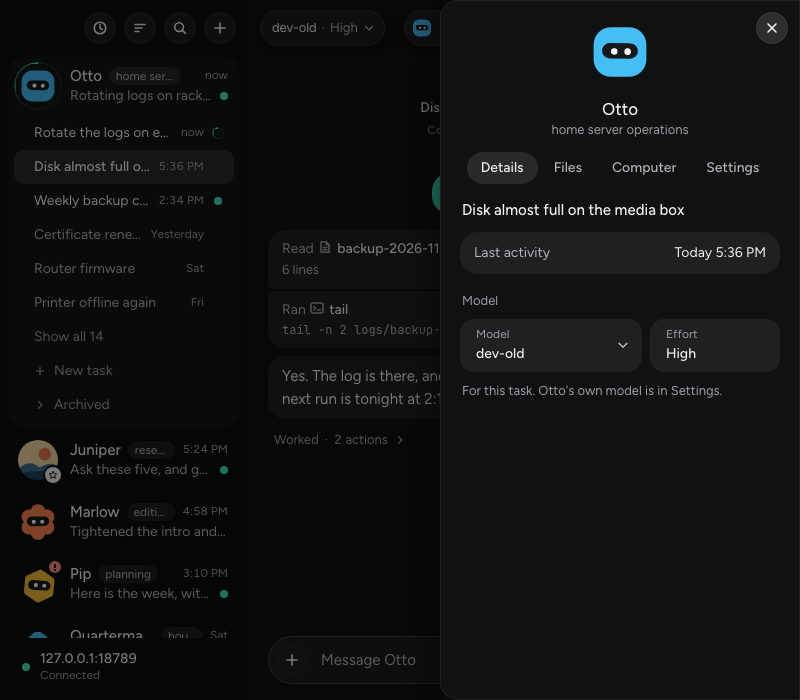 Otto home ser... now
Rotating logs on rack...
Rotate the logs on e... now
Disk almost full o... 5:36 PM
Weekly backup c... 2:34 PM
Certificate rene... Yesterday
Router firmware Sat
Printer offline again Fri
Show all 14
+ New task
Archived
Juniper rese... 5:24 PM
Ask these five, and g...
Marlow editi... 4:58 PM
Tightened the intro and...
Pip planning 3:10 PM
Here is the week, wit...
Quarterma hou... Sat
127.0.0.1:18789
Connected
dev-old · High
Dis
Co
Read backup-2026-11
6 lines
Ran tail
tail -n 2 logs/backup-
Yes. The log is there, an
next run is tonight at 2:1
Worked · 2 actions
+ Message Otto
Otto
home server operations
Details Files Computer Settings
Disk almost full on the media box
Last activity Today 5:36 PM
Model
Model
dev-old
Effort
High
For this task. Otto's own model is in Settings.